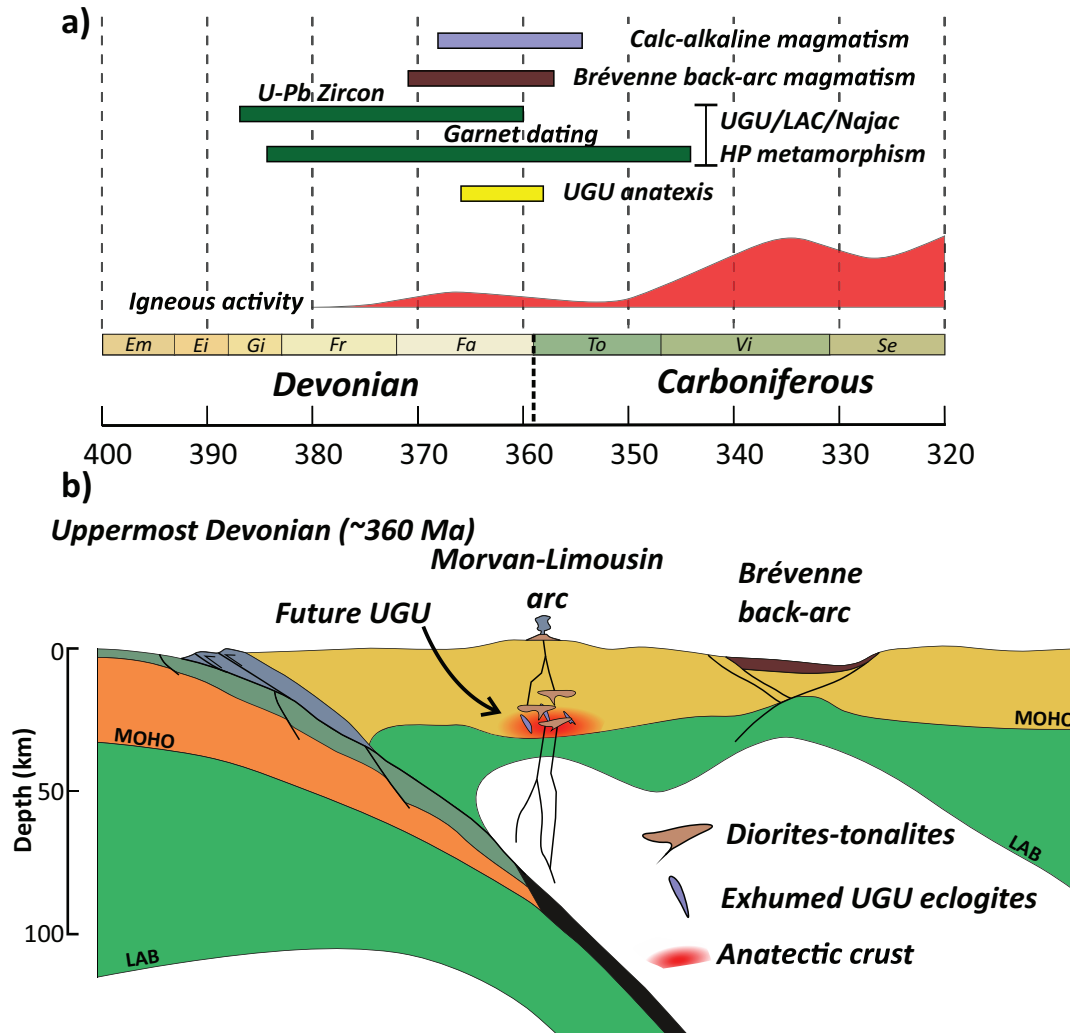 a)
Calc-alkaline magmatism
Brévenne back-arc magmatism
U-Pb Zircon
UGU/LAC/Najac
Garnet dating
HP metamorphism
UGU anatexis
Igneous activity
Em Ei Gi Fr Fa To Vi Se
Devonian Carboniferous
400 390 380 370 360 350 340 330 320
b)
Uppermost Devonian (~360 Ma)
Morvan-Limousin
arc
Brévenne
back-arc
Future UGU
0
MOHO
MOHO
50
Depth (km)
Diorites-tonalites
LAB
Exhumed UGU eclogites
100
Anatectic crust
LAB